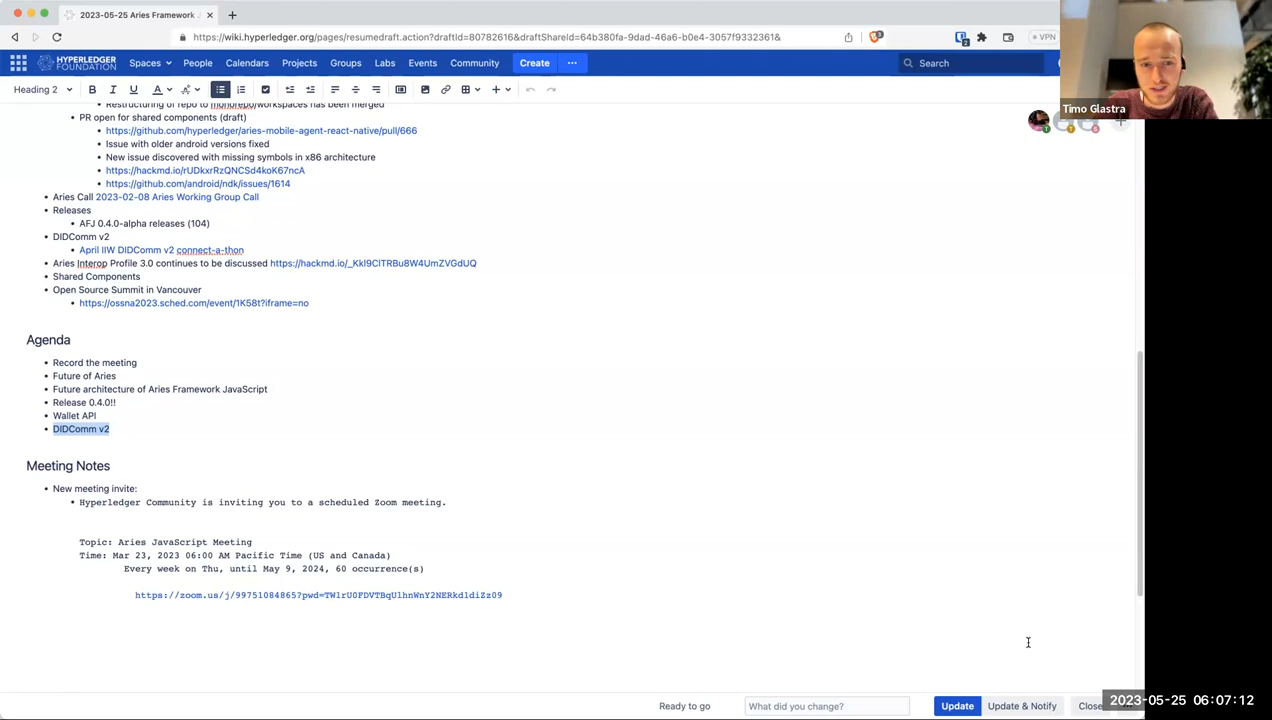 2023-05-25 Aries Framework J
https://wiki.hyperledger.org/pages/resumedraft.action?draftId=80782616&draftShareId=64b380fa-9dad-46a6-b0e4-3057f9332361&
VPN
HYPERLEDGER FOUNDATION
Spaces People Calendars Projects Groups Labs Events Community Create ... Search
Timo Glastra
Heading 2 B I U A
Restructuring of repo to monorepo/workspaces has been merged
PR open for shared components (draft)
https://github.com/hyperledger/aries-mobile-agent-react-native/pull/666
Issue with older android versions fixed
New issue discovered with missing symbols in x86 architecture
https://hackmd.io/rUDkxrRzQNCSd4koK67ncA
https://github.com/android/ndk/issues/1614
Aries Call 2023-02-08 Aries Working Group Call
Releases
AFJ 0.4.0-alpha releases (104)
DIDComm v2
April IIW DIDComm v2 connect-a-thon
Aries Interop Profile 3.0 continues to be discussed https://hackmd.io/_KkI9CITRBu8W4UmZVGdUQ
Shared Components
Open Source Summit in Vancouver
https://ossna2023.sched.com/event/1K58t?iframe=no
Agenda
Record the meeting
Future of Aries
Future architecture of Aries Framework JavaScript
Release 0.4.0!!
Wallet API
DIDComm v2
Meeting Notes
New meeting invite:
Hyperledger Community is inviting you to a scheduled Zoom meeting.
Topic: Aries JavaScript Meeting
Time: Mar 23, 2023 06:00 AM Pacific Time (US and Canada)
Every week on Thu, until May 9, 2024, 60 occurrence(s)
https://zoom.us/j/99751084865?pwd=TW1rU0FDVTBqUlhnWnY2NERkd1diZz09
Ready to go What did you change? Update Update & Notify Close
2023-05-25 06:07:12